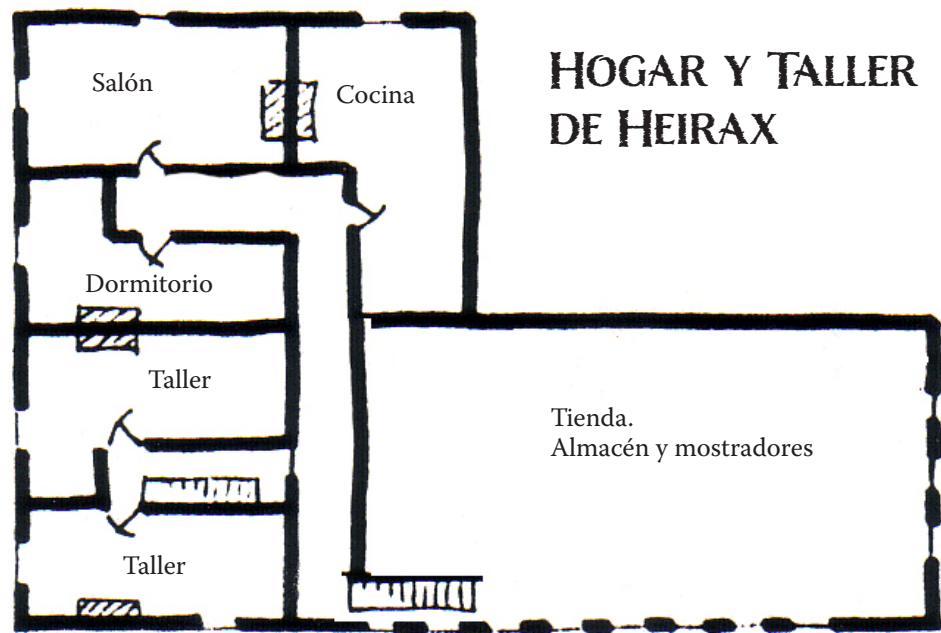 Hogar y Taller
de Heirax
Salón
Cocina
Dormitorio
Taller
Tienda.
Almacén y mostradores
Taller